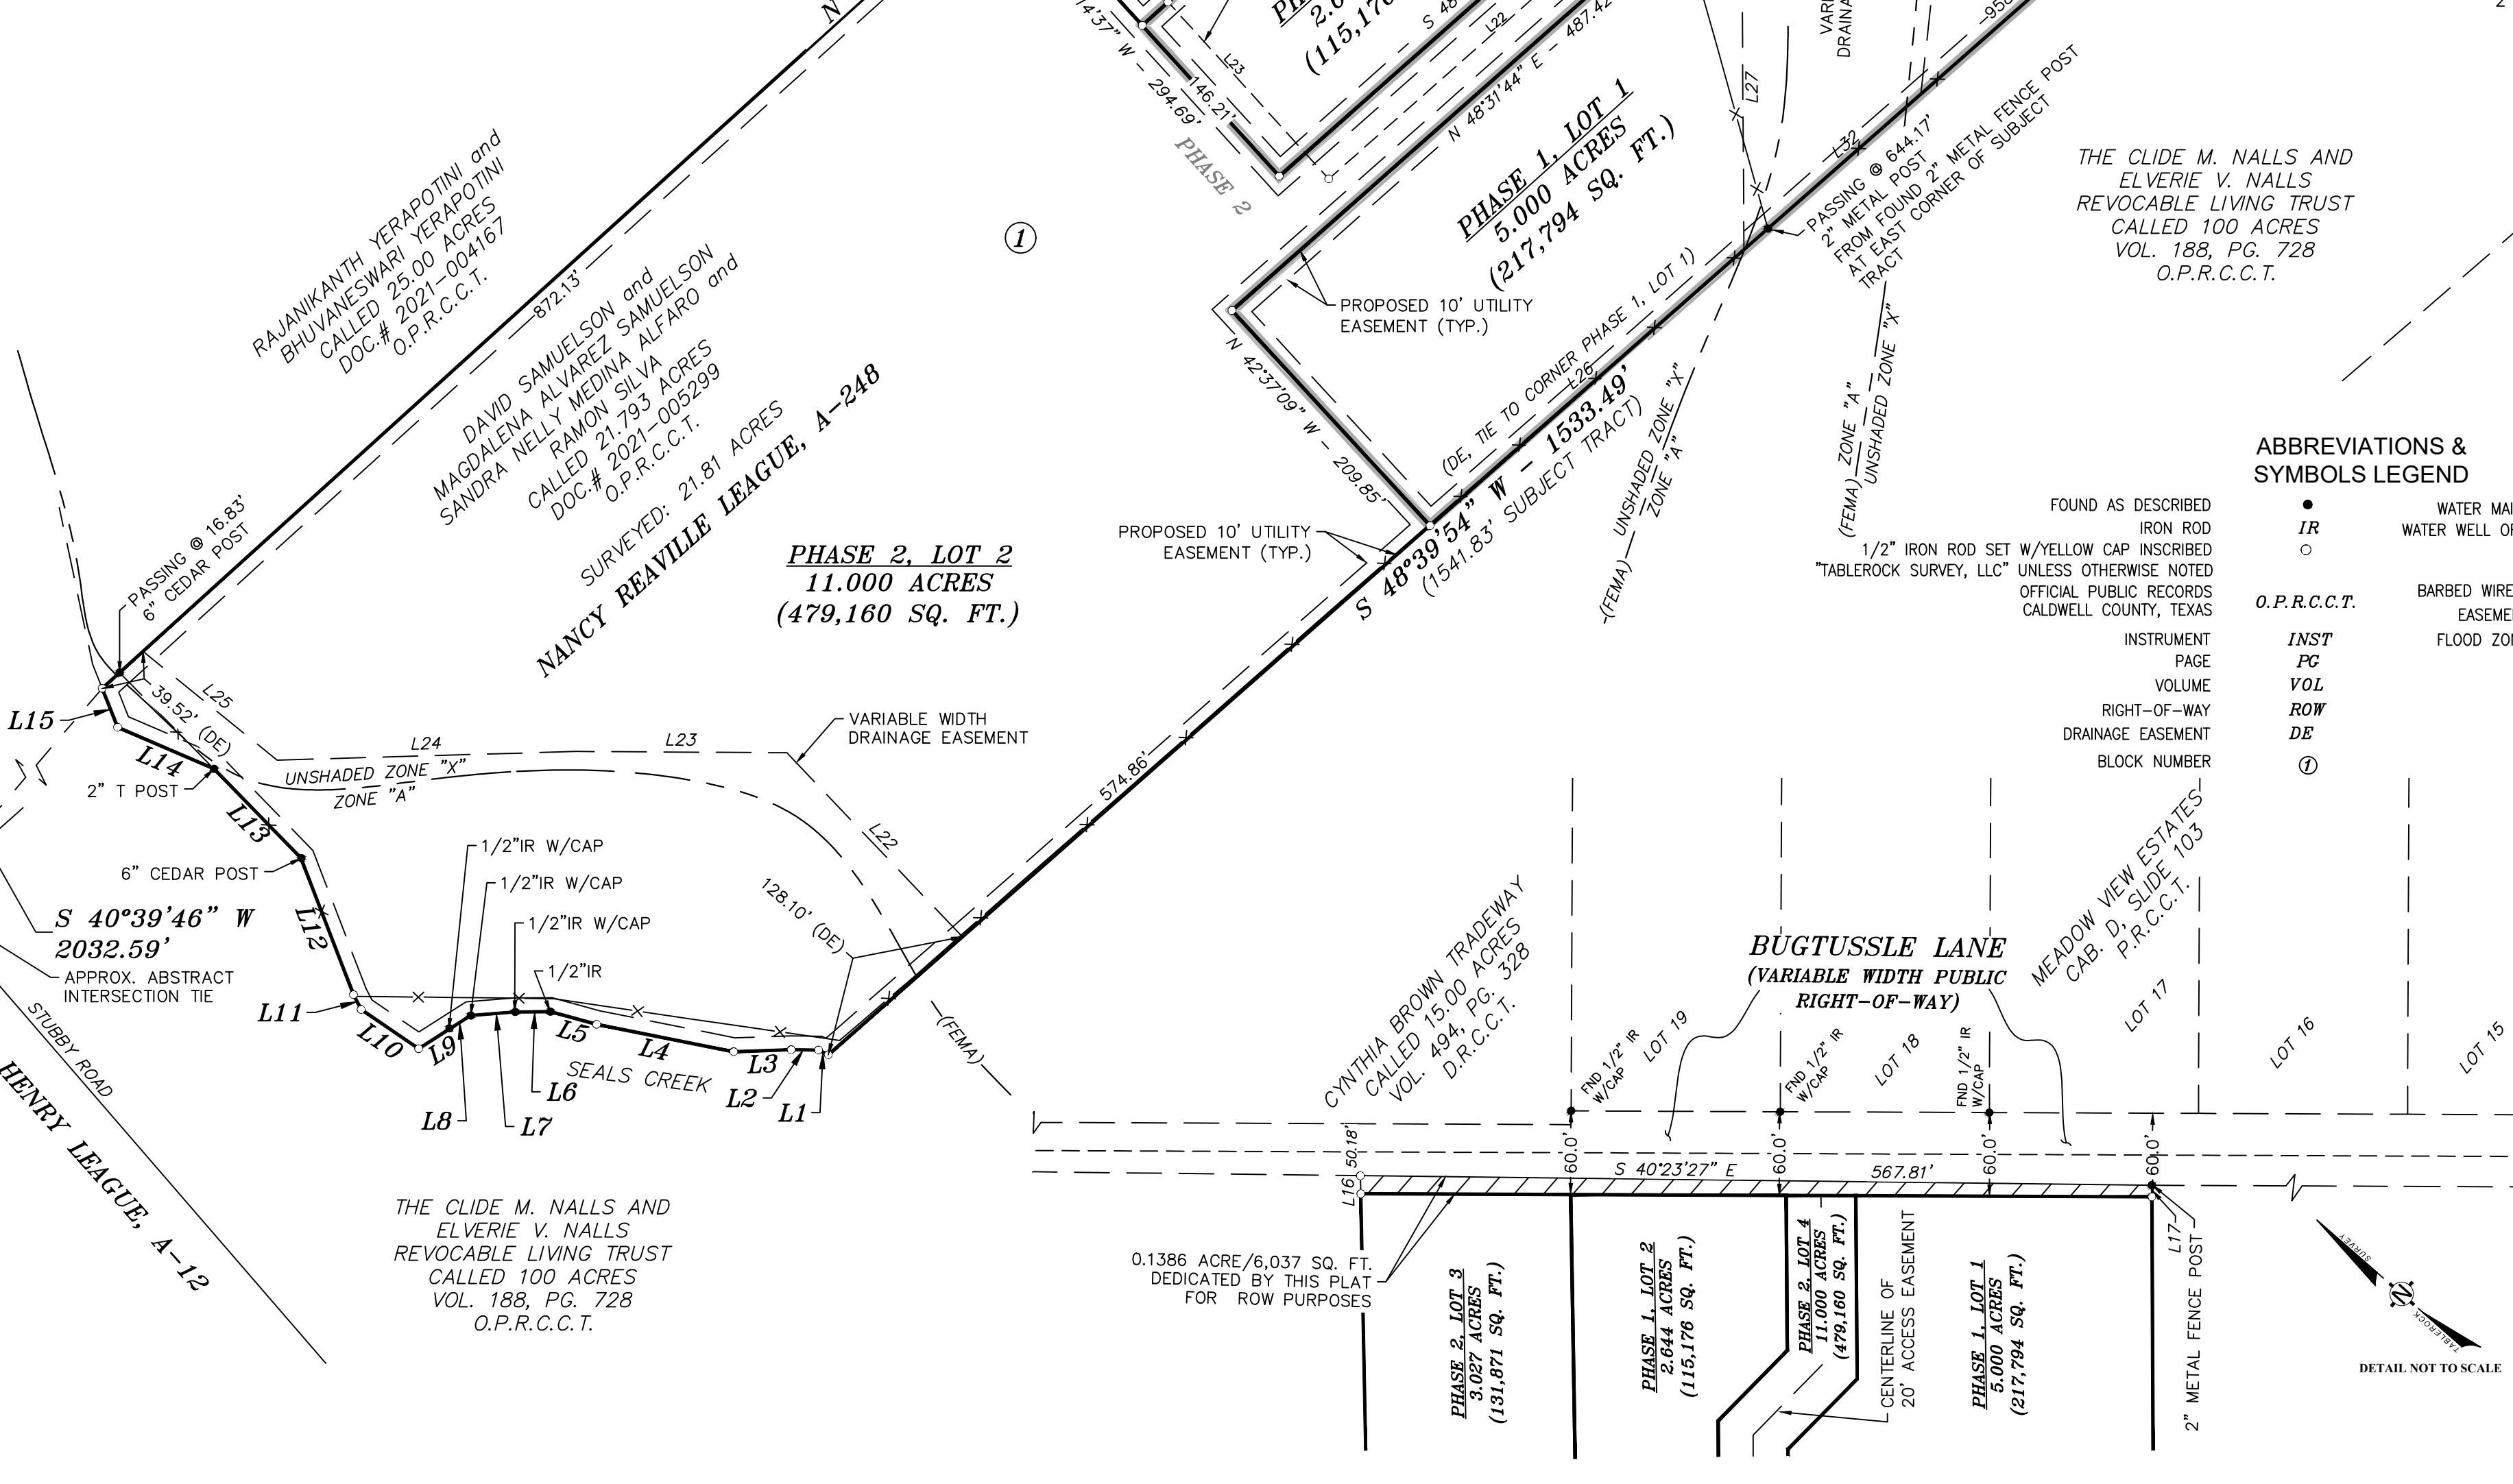 N
14'37" W - 294.69'
146.21'
L23
(115,176
S 48
L22
N 48°31'44" E - 487.42'
PHASE 2
PHASE 1, LOT 1
5.000 ACRES
(217,794 SQ. FT.)
L27
DRAINA
-958
L32
PASSING @ 644.17'
2" METAL POST
FROM FOUND 2" METAL FENCE POST
AT EAST CORNER OF SUBJECT
TRACT
THE CLIDE M. NALLS AND
ELVERIE V. NALLS
REVOCABLE LIVING TRUST
CALLED 100 ACRES
VOL. 188, PG. 728
O.P.R.C.C.T.
RAJANIKANTH YERAPOTINI and
BHUVANESWARI YERAPOTINI
CALLED 25.00 ACRES
DOC.# 2021-004167
O.P.R.C.C.T.
872.13'
1
DAVID SAMUELSON and
MAGDALENA ALVAREZ SAMUELSON
SANDRA NELLY MEDINA ALFARO and
RAMON SILVA
CALLED 21.793 ACRES
DOC.# 2021-005299
O.P.R.C.C.T.
SURVEYED: 21.81 ACRES
NANCY REAVILLE LEAGUE, A-248
PROPOSED 10' UTILITY
EASEMENT (TYP.)
N 42°37'09" W - 209.85'
(DE, TIE TO CORNER PHASE 1, LOT 1)
L26
S 48°39'54" W - 1533.49'
(1541.83' SUBJECT TRACT)
(FEMA)
UNSHADED ZONE "X"
ZONE "A"
(FEMA)
ZONE "A"
UNSHADED ZONE "X"
PROPOSED 10' UTILITY
EASEMENT (TYP.)
PHASE 2, LOT 2
11.000 ACRES
(479,160 SQ. FT.)
PASSING @ 16.83'
6" CEDAR POST
ABBREVIATIONS &
SYMBOLS LEGEND
FOUND AS DESCRIBED
WATER MAI
IRON ROD IR
WATER WELL OR
1/2" IRON ROD SET W/YELLOW CAP INSCRIBED
"TABLEROCK SURVEY, LLC" UNLESS OTHERWISE NOTED
OFFICIAL PUBLIC RECORDS
CALDWELL COUNTY, TEXAS O.P.R.C.C.T.
BARBED WIRE
EASEME
INSTRUMENT INST
FLOOD ZON
PAGE PG
VOLUME VOL
RIGHT-OF-WAY ROW
DRAINAGE EASEMENT DE
BLOCK NUMBER 1
L15
39.52' (DE)
L25
L24
L23
UNSHADED ZONE "X"
ZONE "A"
VARIABLE WIDTH
DRAINAGE EASEMENT
L14
2" T POST
L13
L22
574.86'
6" CEDAR POST
1/2"IR W/CAP
1/2"IR W/CAP
1/2"IR W/CAP
1/2"IR
128.10' (DE)
S 40°39'46" W
2032.59'
L12
APPROX. ABSTRACT
INTERSECTION TIE
L11
L10
L9
L8
L7
L6
L5
L4
L3
L2
L1
SEALS CREEK
(FEMA)
STUBBY ROAD
HENRY LEAGUE, A-12
THE CLIDE M. NALLS AND
ELVERIE V. NALLS
REVOCABLE LIVING TRUST
CALLED 100 ACRES
VOL. 188, PG. 728
O.P.R.C.C.T.
CYNTHIA BROWN TRADEWAY
CALLED 15.00 ACRES
VOL. 494, PG. 328
D.R.C.C.T.
BUGTUSSLE LANE
(VARIABLE WIDTH PUBLIC
RIGHT-OF-WAY)
MEADOW VIEW ESTATES
CAB. D, SLIDE 103
P.R.C.C.T.
FND 1/2" IR
W/CAP
LOT 19
FND 1/2" IR
W/CAP
LOT 18
FND 1/2" IR
W/CAP
LOT 17
LOT 16
LOT 15
50.18'
60.0'
60.0'
60.0'
60.0'
L16
S 40°23'27" E
567.81'
L17
0.1386 ACRE/6,037 SQ. FT.
DEDICATED BY THIS PLAT
FOR ROW PURPOSES
PHASE 2, LOT 3
3.027 ACRES
(131,871 SQ. FT.)
PHASE 1, LOT 2
2.644 ACRES
(115,176 SQ. FT.)
PHASE 2, LOT 4
11.000 ACRES
(479,160 SQ. FT.)
CENTERLINE OF
20' ACCESS EASEMENT
PHASE 1, LOT 1
5.000 ACRES
(217,794 SQ. FT.)
2" METAL FENCE POST
SURVEY
N
TABLEROCK
DETAIL NOT TO SCALE